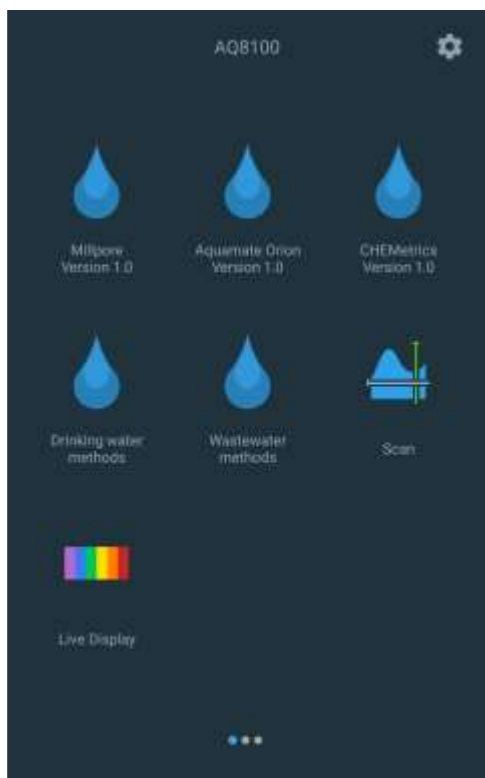 AQ8100
Millpore
Version 1.0
Aquamate Orion
Version 1.0
CHEMetrics
Version 1.0
Drinking water
methods
Wastewater
methods
Scan
Live Display